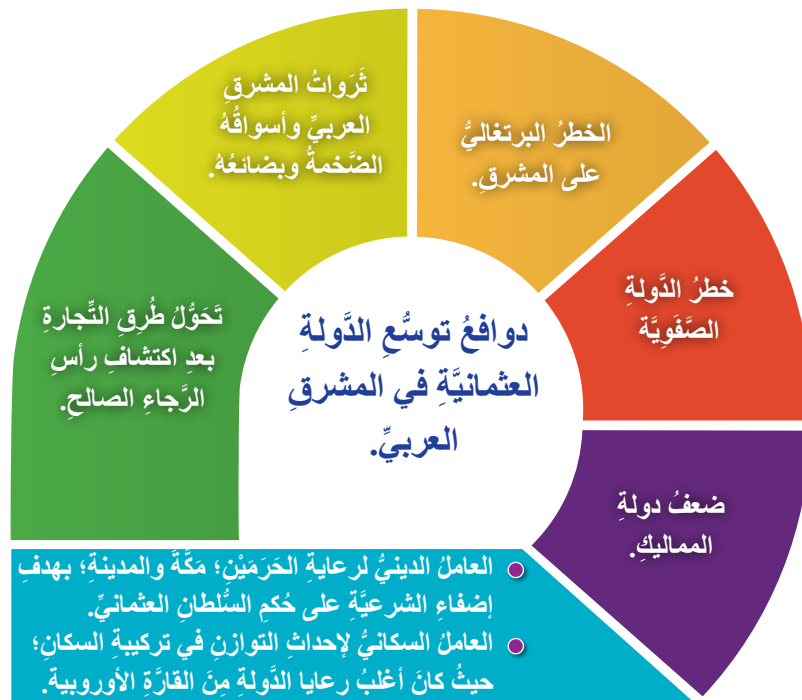 دوافعُ توسُّعِ الدَّولةِ
العثمانيَّةِ في المشرقِ
العربيِّ.
ضعفُ دولةِ
المماليكِ.
خطرُ الدَّولةِ
الصَّفَويَّة
الخطرُ البرتغاليُّ
على المشرقِ.
ثَرَواتُ المشرقِ
العربيِّ وأسواقُهُ
الضَّخمةُ وبضائعُهُ.
تَحَوُّلُ طُرقِ التِّجارةِ
بعدِ اكتشافِ رأسِ
الرَّجاءِ الصالحِ.
العاملُ الدينيُّ لرعايةِ الحَرَمَيْنِ؛ مَكَّةَ والمدينةِ؛ بهدفِ
إضفاءِ الشرعيَّةِ على حُكمِ السُّلطانِ العثمانيِّ.
العاملُ السكانيُّ لإحداثِ التوازنِ في تركيبةِ السكانِ؛
حيثُ كانَ أغلبُ رعايا الدَّولةِ مِنَ القارَّةِ الأوروبية.